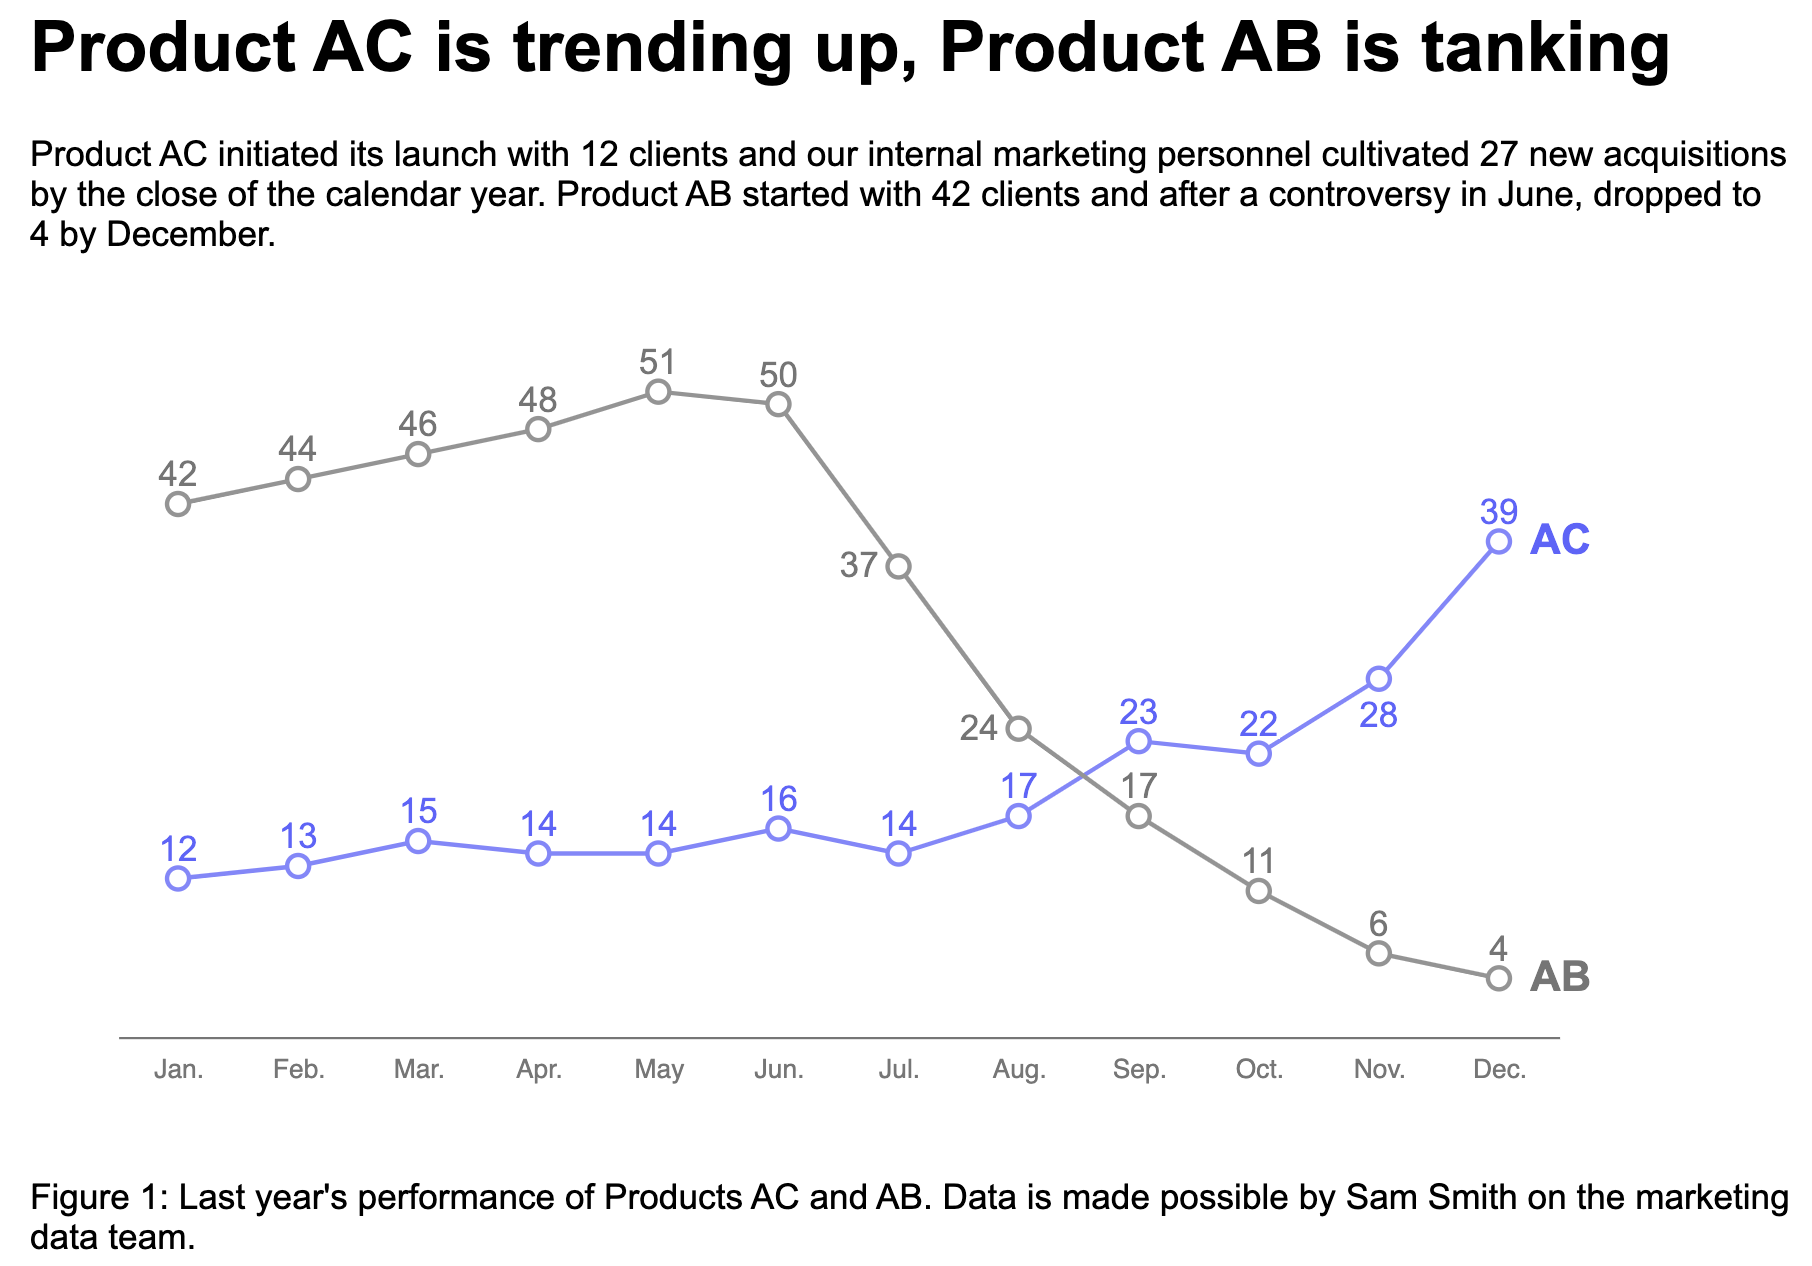 Product AC is trending up, Product AB is tanking
Product AC initiated its launch with 12 clients and our internal marketing personnel cultivated 27 new acquisitions
by the close of the calendar year. Product AB started with 42 clients and after a controversy in June, dropped to
4 by December.
42
44
46
48
51
50
37
24
17
11
6
4
AB
12
13
15
14
14
16
14
17
23
22
28
39
AC
Jan.
Feb.
Mar.
Apr.
May
Jun.
Jul.
Aug.
Sep.
Oct.
Nov.
Dec.
Figure 1: Last year's performance of Products AC and AB. Data is made possible by Sam Smith on the marketing
data team.